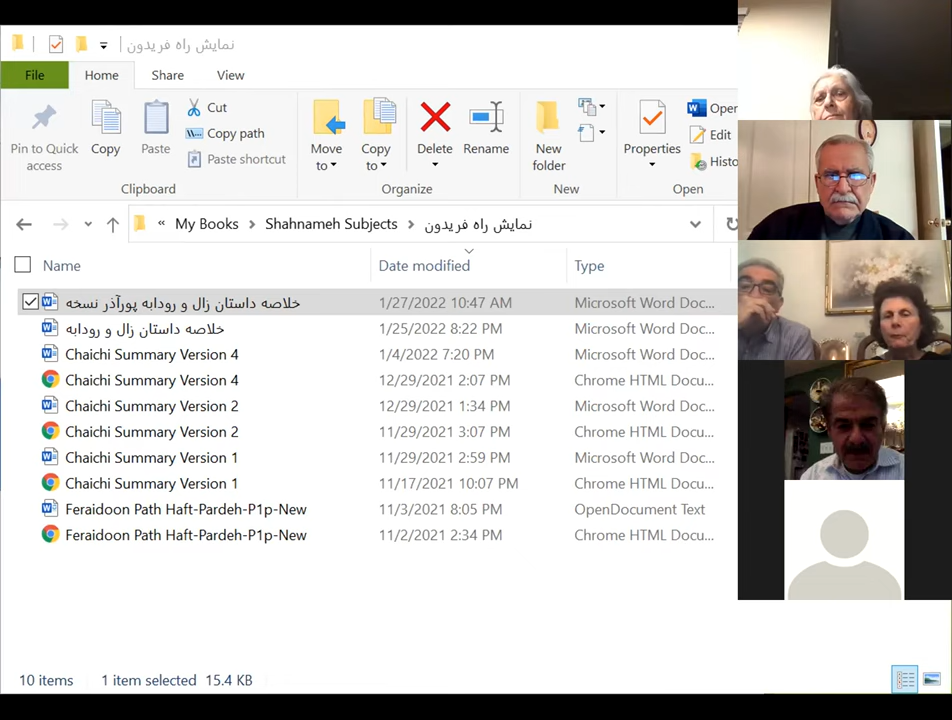 نمایش راه فریدون
File Home Share View
Pin to Quick access
Copy
Paste
Cut
Copy path
Paste shortcut
Clipboard
Move to
Copy to
Delete
Rename
Organize
New folder
New
Properties
Open
Edit
Histo
Open
« My Books > Shahnameh Subjects > نمایش راه فریدون
Name Date modified Type
خلاصه داستان زال و رودابه پورآذر نسخه 1/27/2022 10:47 AM Microsoft Word Doc...
خلاصه داستان زال و رودابه 1/25/2022 8:22 PM Microsoft Word Doc...
Chaichi Summary Version 4 1/4/2022 7:20 PM Microsoft Word Doc...
Chaichi Summary Version 4 12/29/2021 2:07 PM Chrome HTML Docu...
Chaichi Summary Version 2 12/29/2021 1:34 PM Microsoft Word Doc...
Chaichi Summary Version 2 11/29/2021 3:07 PM Chrome HTML Docu...
Chaichi Summary Version 1 11/29/2021 2:59 PM Microsoft Word Doc...
Chaichi Summary Version 1 11/17/2021 10:07 PM Chrome HTML Docu...
Feraidoon Path Haft-Pardeh-P1p-New 11/3/2021 8:05 PM OpenDocument Text
Feraidoon Path Haft-Pardeh-P1p-New 11/2/2021 2:34 PM Chrome HTML Docu...
10 items 1 item selected 15.4 KB